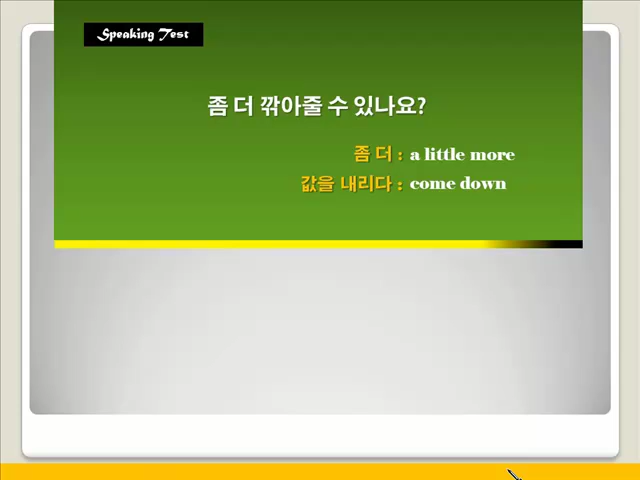 Speaking Test
좀 더 깎아줄 수 있나요?
좀 더 : a little more
값을 내리다 : come down